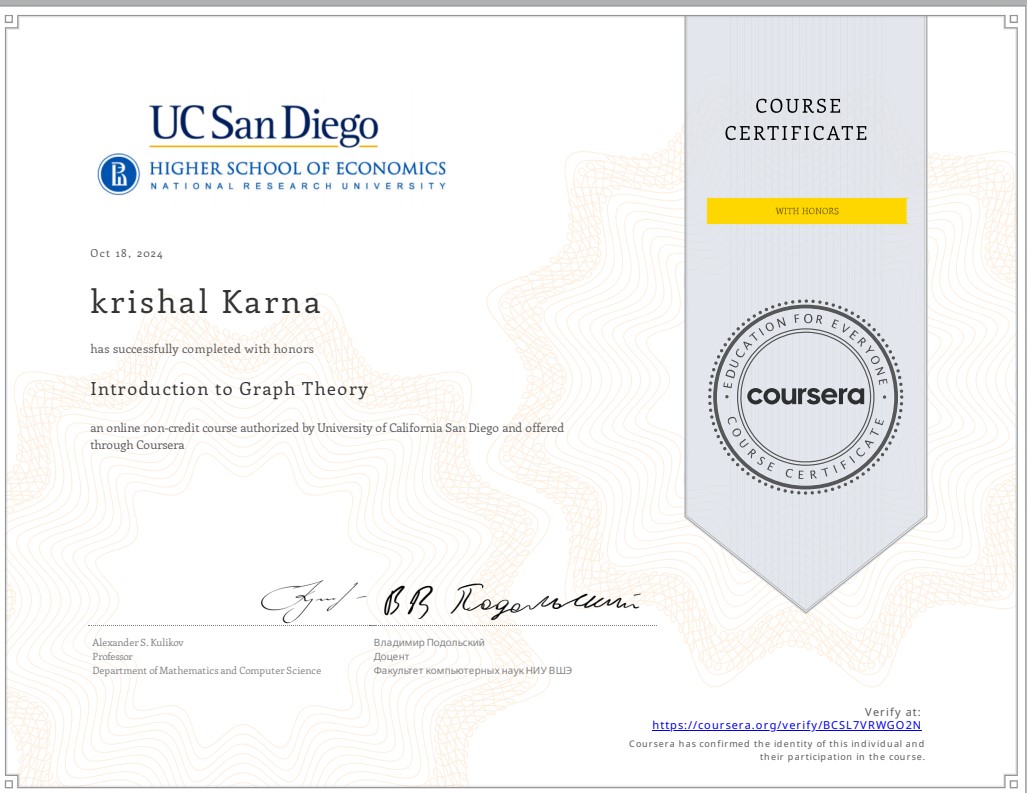 UC San Diego
HIGHER SCHOOL OF ECONOMICS
NATIONAL RESEARCH UNIVERSITY
COURSE
CERTIFICATE
WITH HONORS
Oct 18, 2024
krishal Karna
has successfully completed with honors
Introduction to Graph Theory
an online non-credit course authorized by University of California San Diego and offered
through Coursera
EDUCATION FOR EVERYONE
coursera
COURSE CERTIFICATE
ВВ Подольский
Alexander S. Kulikov
Professor
Department of Mathematics and Computer Science
Владимир Подольский
Доцент
Факультет компьютерных наук НИУ ВШЭ
Verify at:
https://coursera.org/verify/BCSL7VRWGO2N
Coursera has confirmed the identity of this individual and
their participation in the course.